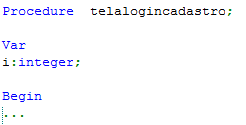 Procedure telalogincadastro;
Var
i:integer;
Begin
...